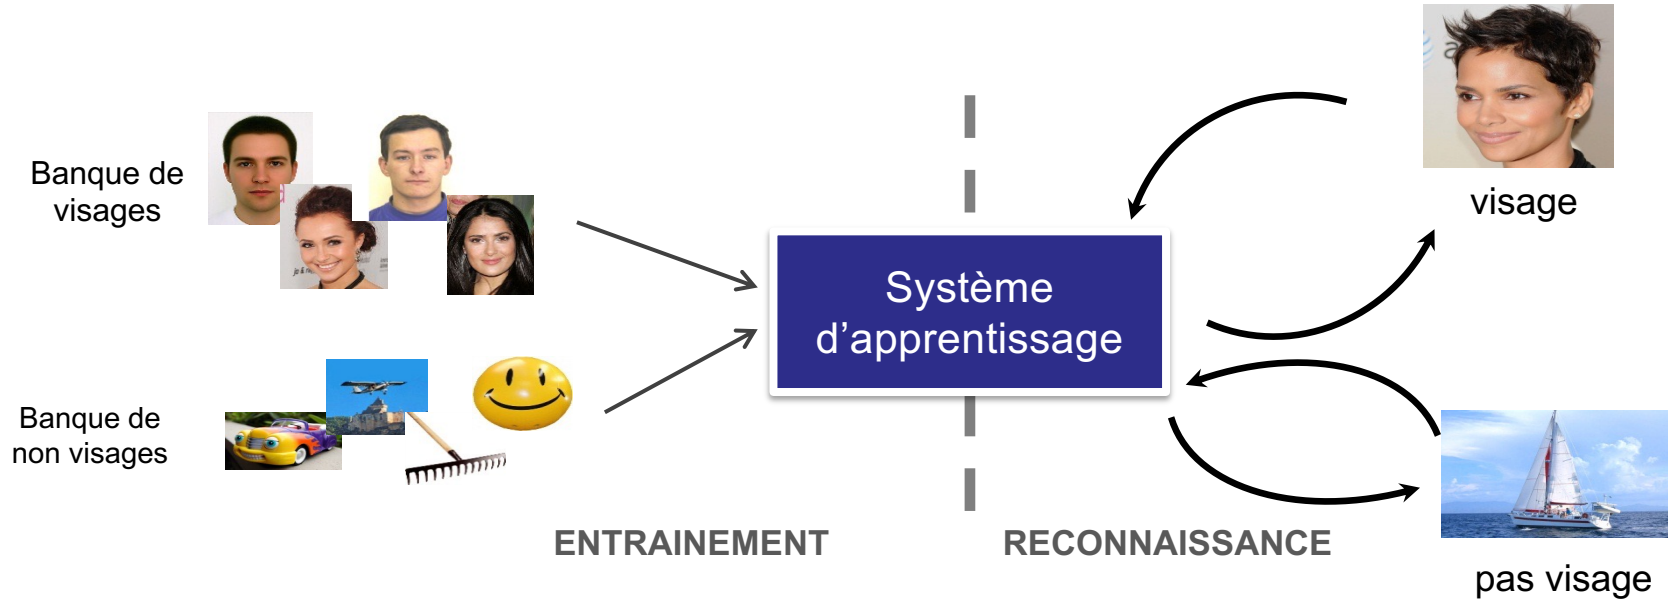 Banque de
visages
Banque de
non visages
Système
d’apprentissage
ENTRAINEMENT
RECONNAISSANCE
visage
pas visage